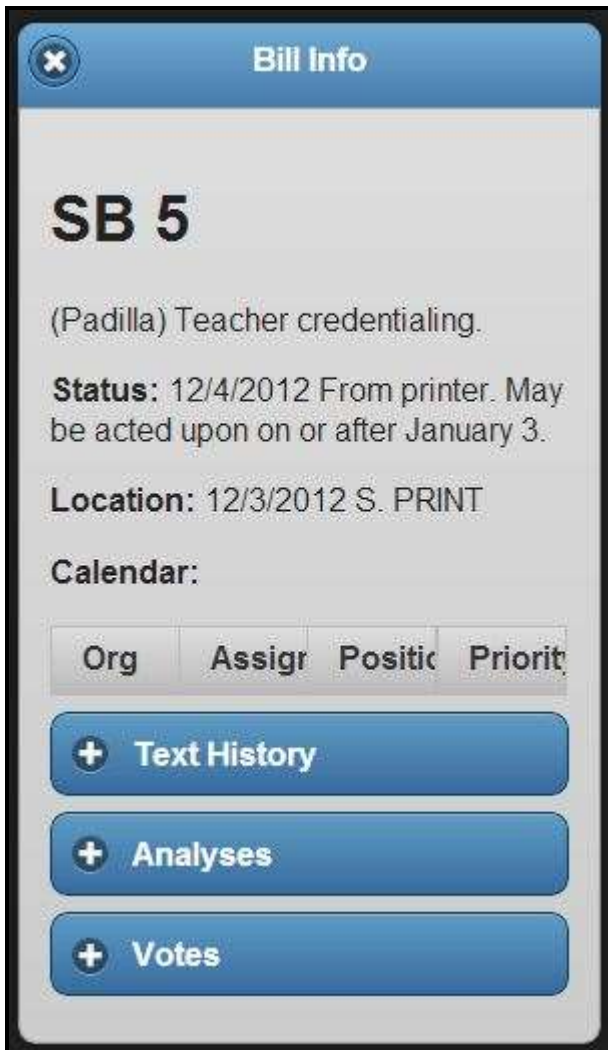 Bill Info
SB 5
(Padilla) Teacher credentialing.
Status: 12/4/2012 From printer. May
be acted upon on or after January 3.
Location: 12/3/2012 S. PRINT
Calendar:
Org Assigr Positic Priority
Text History
Analyses
Votes